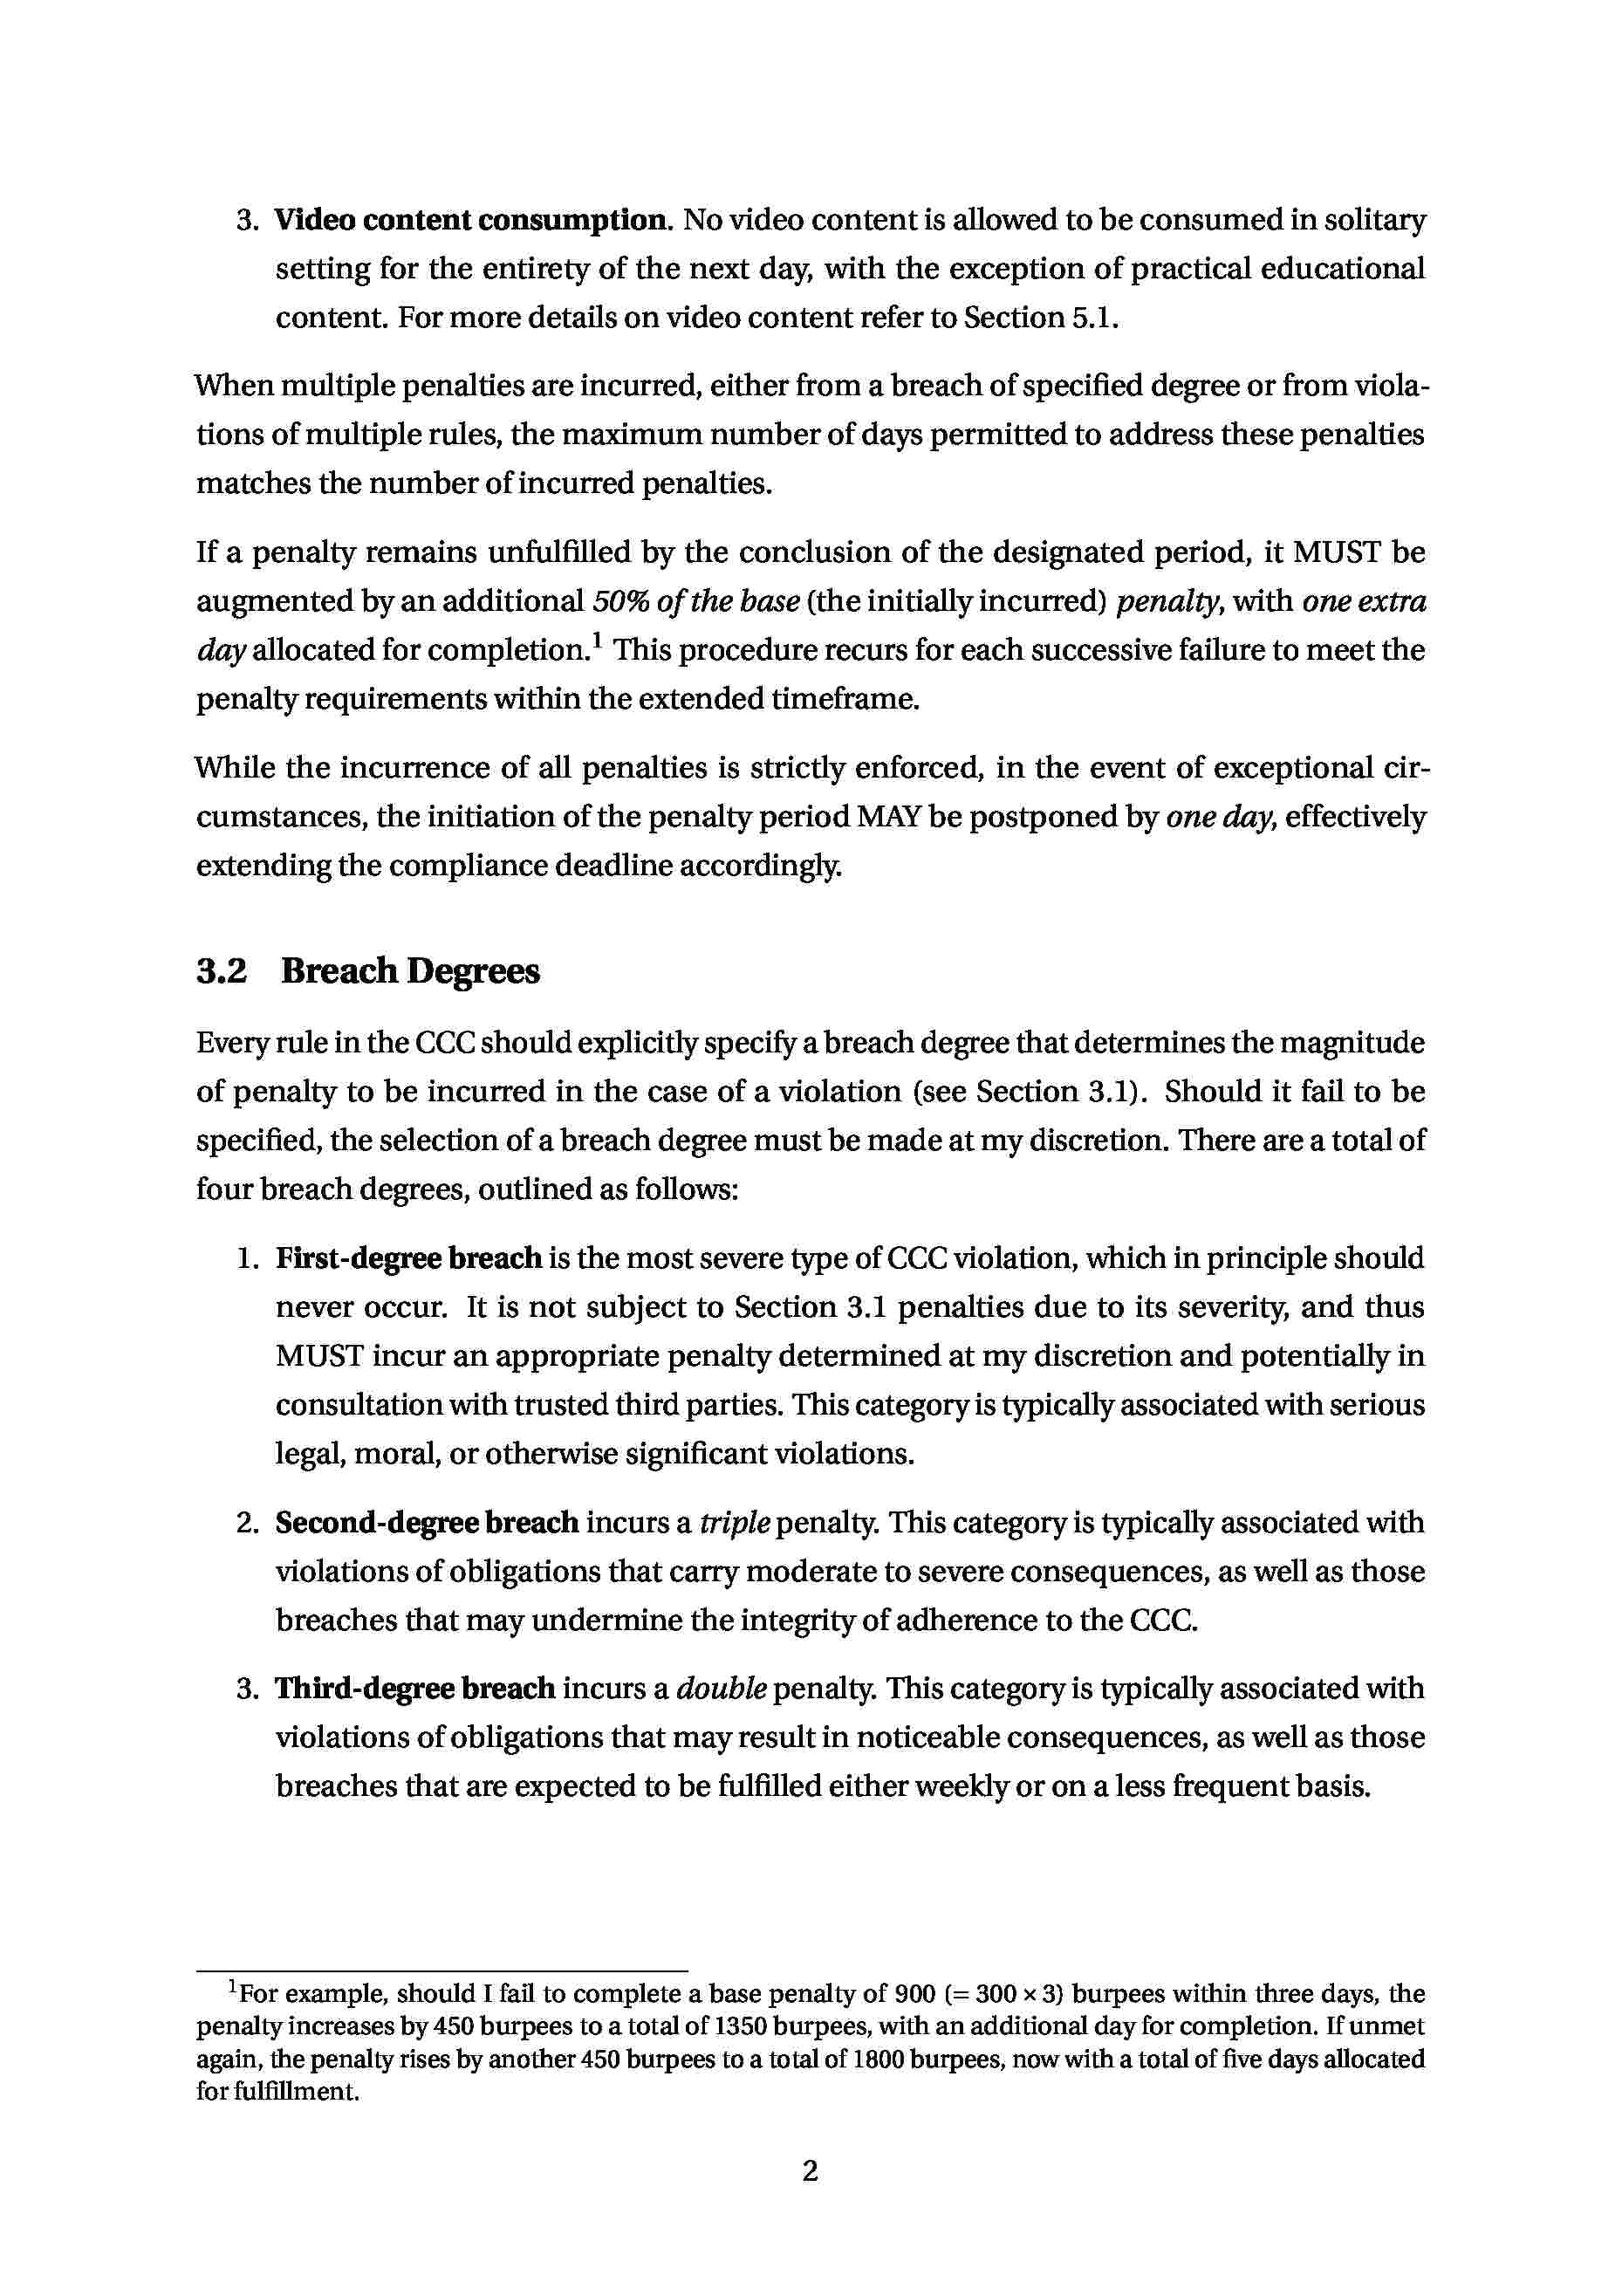 3. Video content consumption. No video content is allowed to be consumed in solitary
setting for the entirety of the next day, with the exception of practical educational
content. For more details on video content refer to Section 5.1.
When multiple penalties are incurred, either from a breach of specified degree or from viola-
tions of multiple rules, the maximum number of days permitted to address these penalties
matches the number of incurred penalties.
If a penalty remains unfulfilled by the conclusion of the designated period, it MUST be
augmented by an additional 50% of the base (the initially incurred) penalty, with one extra
day allocated for completion.1 This procedure recurs for each successive failure to meet the
penalty requirements within the extended timeframe.
While the incurrence of all penalties is strictly enforced, in the event of exceptional cir-
cumstances, the initiation of the penalty period MAY be postponed by one day, effectively
extending the compliance deadline accordingly.
3.2 Breach Degrees
Every rule in the CCC should explicitly specify a breach degree that determines the magnitude
of penalty to be incurred in the case of a violation (see Section 3.1). Should it fail to be
specified, the selection of a breach degree must be made at my discretion. There are a total of
four breach degrees, outlined as follows:
1. First-degree breach is the most severe type of CCC violation, which in principle should
never occur. It is not subject to Section 3.1 penalties due to its severity, and thus
MUST incur an appropriate penalty determined at my discretion and potentially in
consultation with trusted third parties. This category is typically associated with serious
legal, moral, or otherwise significant violations.
2. Second-degree breach incurs a triple penalty. This category is typically associated with
violations of obligations that carry moderate to severe consequences, as well as those
breaches that may undermine the integrity of adherence to the CCC.
3. Third-degree breach incurs a double penalty. This category is typically associated with
violations of obligations that may result in noticeable consequences, as well as those
breaches that are expected to be fulfilled either weekly or on a less frequent basis.
1For example, should I fail to complete a base penalty of 900 (= 300 × 3) burpees within three days, the
penalty increases by 450 burpees to a total of 1350 burpees, with an additional day for completion. If unmet
again, the penalty rises by another 450 burpees to a total of 1800 burpees, now with a total of five days allocated
for fulfillment.
2